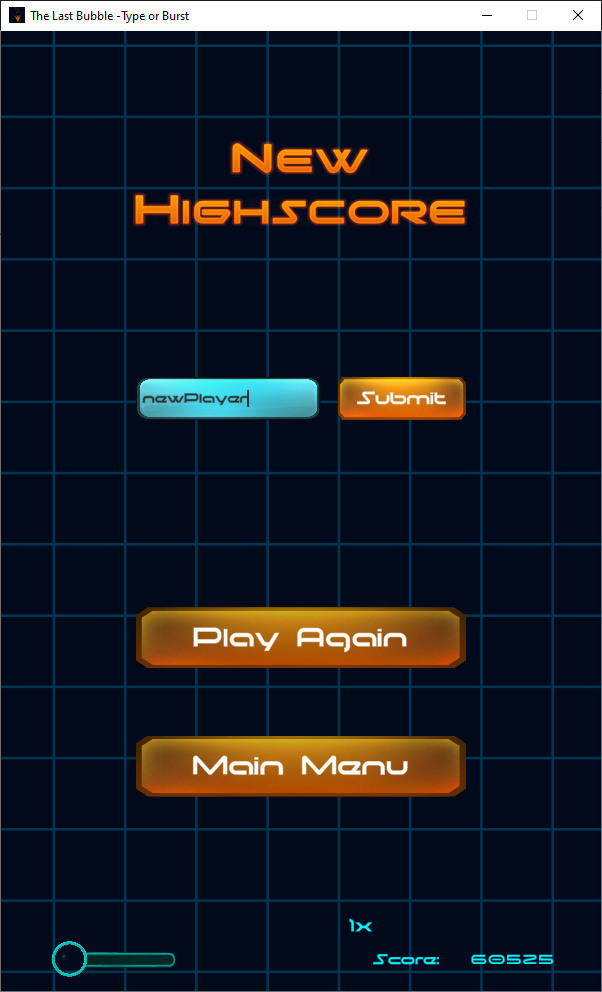 The Last Bubble -Type or Burst
New
Highscore
newPlayer
Submit
Play Again
Main Menu
1x
Score: 60525